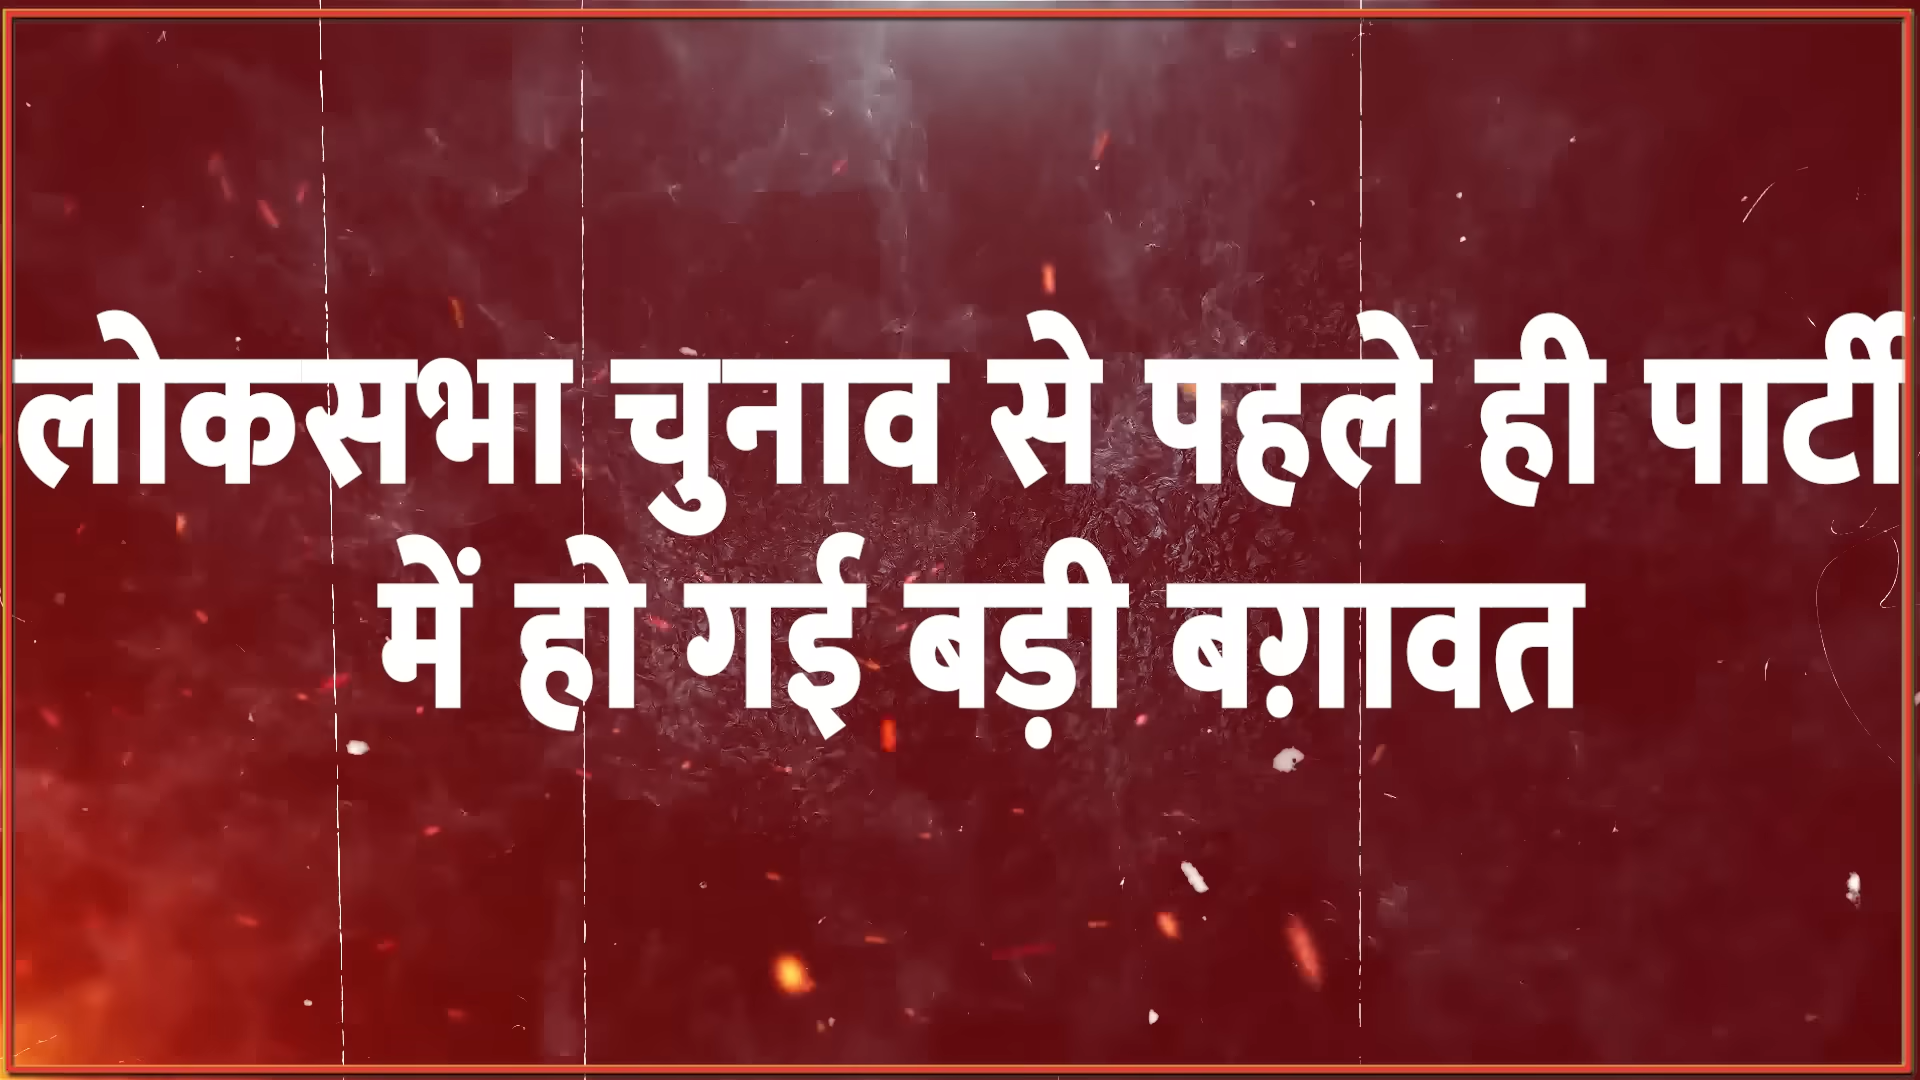 लोकसभा चुनाव से पहले ही पार्टी
में हो गई बड़ी बग़ावत